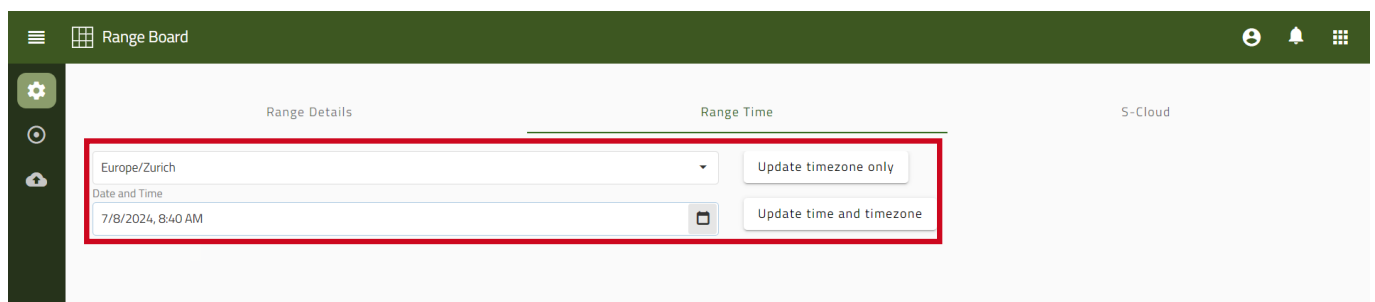 Range Board
Range Details Range Time S-Cloud
Europe/Zurich Update timezone only
Date and Time
7/8/2024, 8:40 AM Update time and timezone